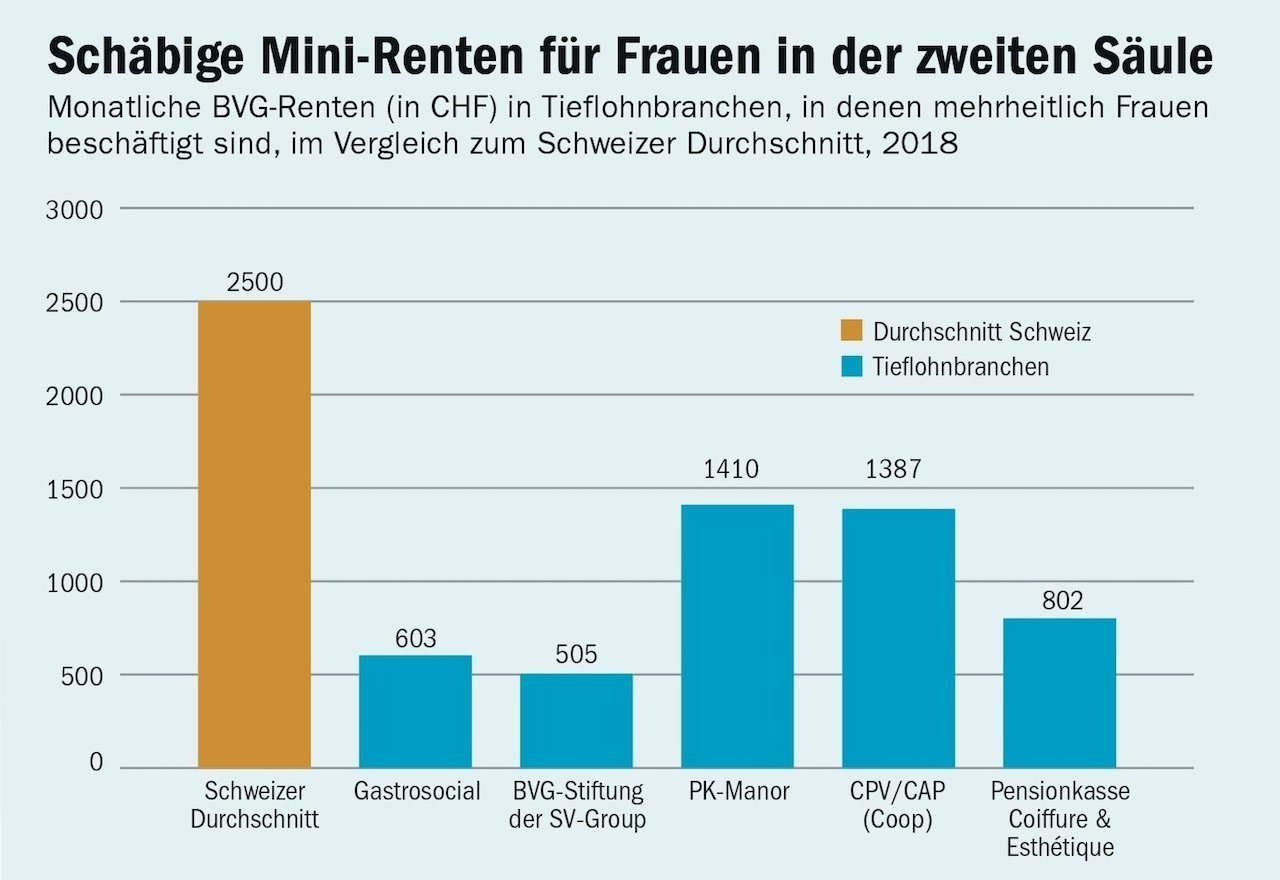 Schäbige Mini-Renten für Frauen in der zweiten Säule
Monatliche BVG-Renten (in CHF) in Tieflohnbranchen, in denen mehrheitlich Frauen
beschäftigt sind, im Vergleich zum Schweizer Durchschnitt, 2018
3000
2500
2500
Durchschnitt Schweiz
Tieflohnbranchen
2000
1410
1387
1500
1000
802
603
505
500
0
Schweizer
Durchschnitt
Gastrosocial
BVG-Stiftung
der SV-Group
PK-Manor
CPV/CAP
(Coop)
Pensionkasse
Coiffure &
Esthétique